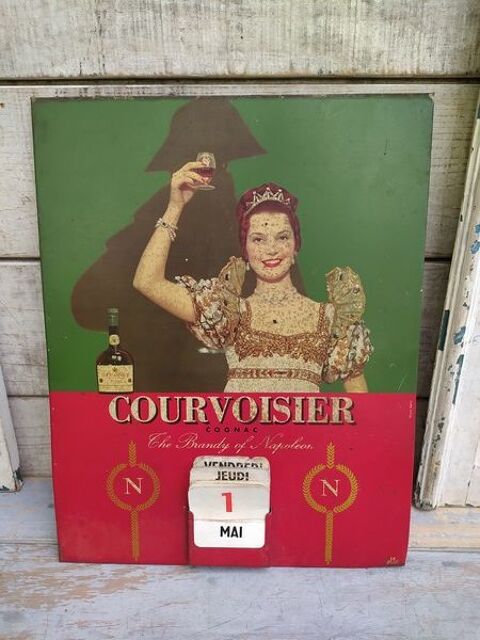 COURVOISIER
COGNAC
The Brandy of Napoleon
N
N
VENDREDI
JEUDI
1
MAI